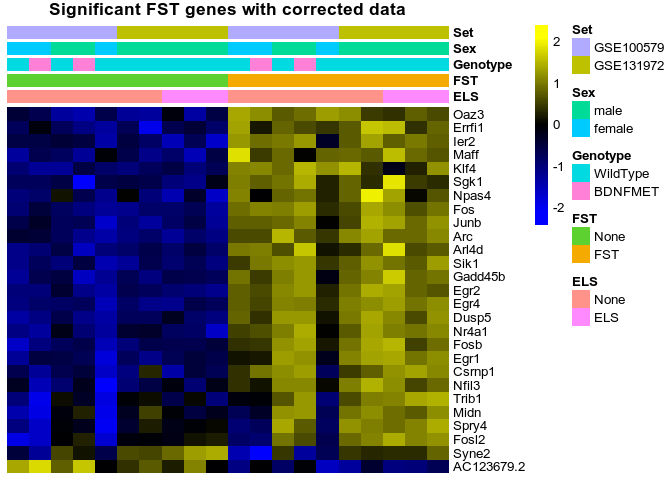 Significant FST genes with corrected data
Set
Sex
Genotype
FST
ELS
Oaz3
Errfi1
Ier2
Maff
Klf4
Sgk1
Npas4
Fos
Junb
Arc
Arl4d
Sik1
Gadd45b
Egr2
Egr4
Dusp5
Nr4a1
Fosb
Egr1
Csrnp1
Nfil3
Trib1
Midn
Spry4
Fosl2
Syne2
AC123679.2
2
1
0
-1
-2
Set
GSE100579
GSE131972
Sex
male
female
Genotype
WildType
BDNFMET
FST
None
FST
ELS
None
ELS